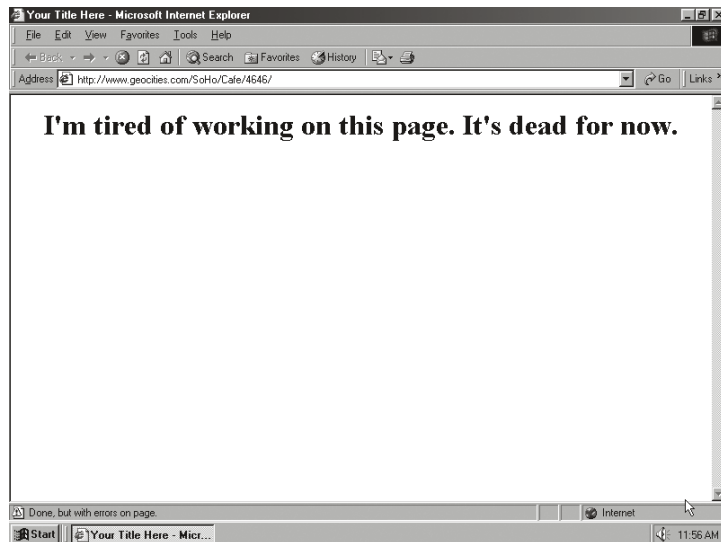 Your Title Here - Microsoft Internet Explorer
File Edit View Favorites Tools Help
Back Search Favorites History
Address http://www.geocities.com/SoHo/Cafe/4646/ Go Links
I'm tired of working on this page. It's dead for now.
Done, but with errors on page. Internet
Start Your Title Here - Micr... 11:56 AM